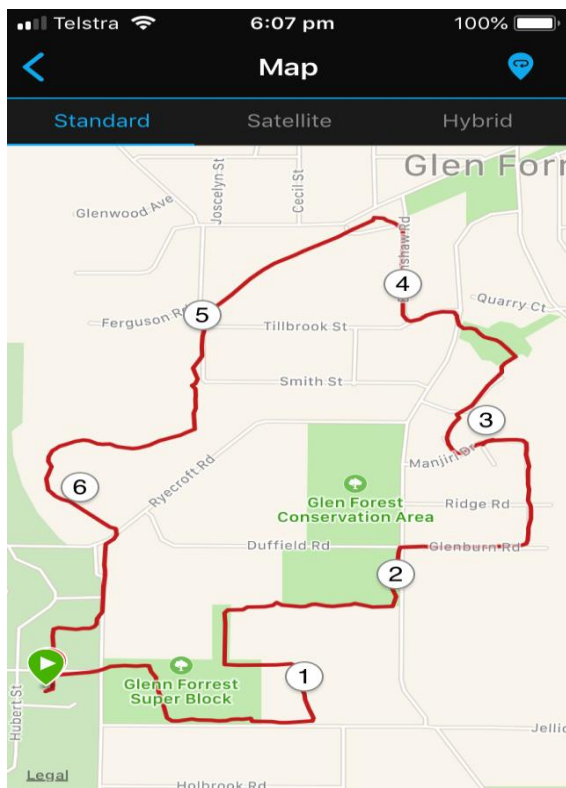 Telstra 6:07 pm 100%
Map
Standard Satellite Hybrid
Glen Forr
Joscelyn St
Cecil St
Glenwood Ave
nshaw Rd
4
Quarry Ct
5
Ferguson Rd
Tillbrook St
Smith St
3
Manjiri Dr
Ryecroft Rd
6
Glen Forest
Conservation Area
Ridge Rd
Duffield Rd
Glenburn Rd
2
1
Glenn Forrest
Super Block
Hubert St
Jellic
Legal
Holbrook Rd